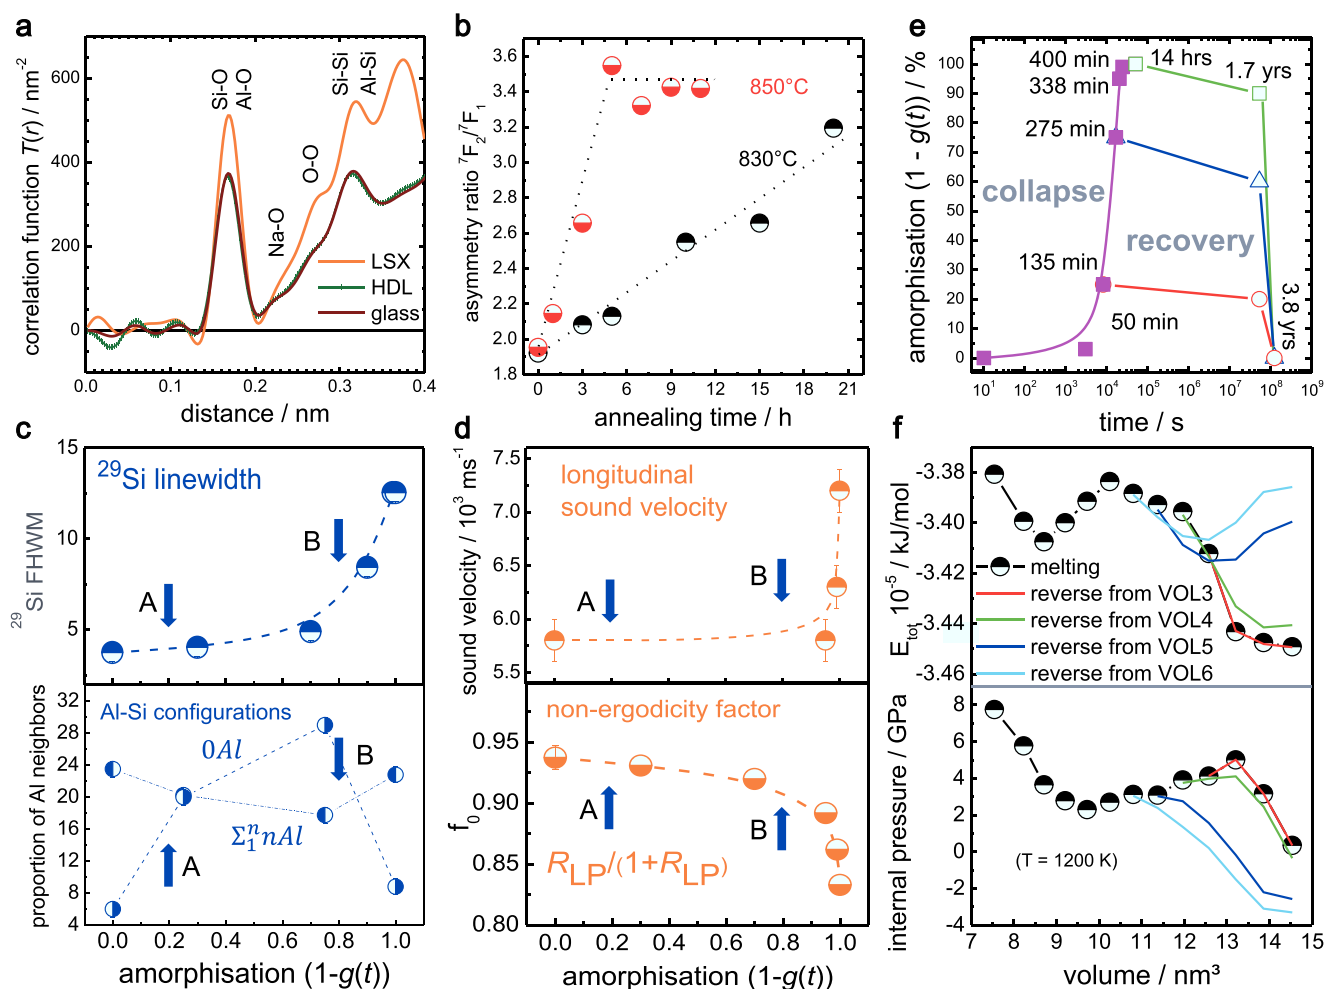 a
correlation function T(r) / nm⁻²
600
400
200
0
Si-O
Al-O
Na-O
O-O
Si-Si
Al-Si
LSX
HDL
glass
0.0 0.1 0.2 0.3 0.4
distance / nm
b
asymmetry ratio ⁷F₂/⁷F₁
3.6
3.4
3.2
3.0
2.8
2.6
2.4
2.2
2.0
1.8
850°C
830°C
0 3 6 9 12 15 18 21
annealing time / h
e
amorphisation (1 - g(t)) / %
100
90
80
70
60
50
40
30
20
10
0
400 min
338 min
275 min
135 min
50 min
14 hrs
1.7 yrs
3.8 yrs
collapse
recovery
10¹ 10² 10³ 10⁴ 10⁵ 10⁶ 10⁷ 10⁸ 10⁹
time / s
c
²⁹Si FHWM
15
10
5
²⁹Si linewidth
A
B
proportion of Al neighbors
32
28
24
20
16
12
8
4
Al-Si configurations
0Al
Σ₁ⁿnAl
A
B
0.0 0.2 0.4 0.6 0.8 1.0
amorphisation (1-g(t))
d
sound velocity / 10³ ms⁻¹
7.5
7.0
6.5
6.0
5.5
longitudinal
sound velocity
A
B
f₀
0.95
0.90
0.85
0.80
non-ergodicity factor
A
B
R_LP/(1+R_LP)
0.0 0.2 0.4 0.6 0.8 1.0
amorphisation (1-g(t))
f
E_tot 10⁻⁵ / kJ/mol
-3.38
-3.40
-3.42
-3.44
-3.46
melting
reverse from VOL3
reverse from VOL4
reverse from VOL5
reverse from VOL6
internal pressure / GPa
8
6
4
2
0
-2
-4
(T = 1200 K)
7 8 9 10 11 12 13 14 15
volume / nm³